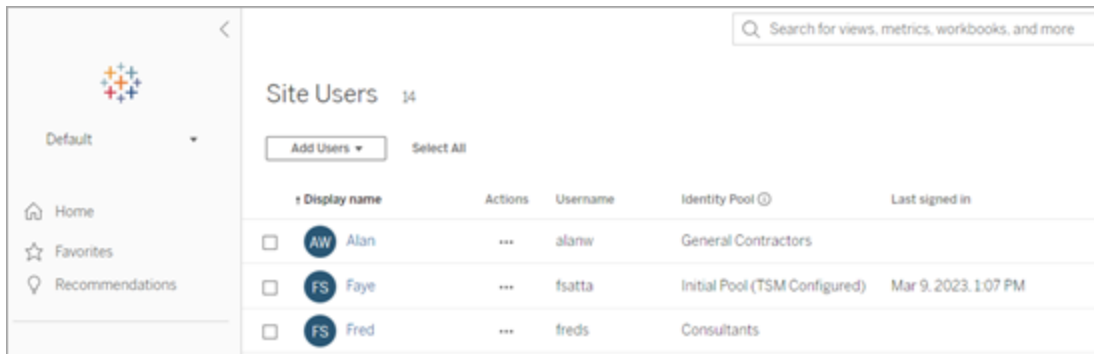 Search for views, metrics, workbooks, and more
Default
Home
Favorites
Recommendations
Site Users 14
Add Users Select All
Display name Actions Username Identity Pool Last signed in
AW Alan alanw General Contractors
FS Faye fsatta Initial Pool (TSM Configured) Mar 9, 2023, 1:07 PM
FS Fred freds Consultants